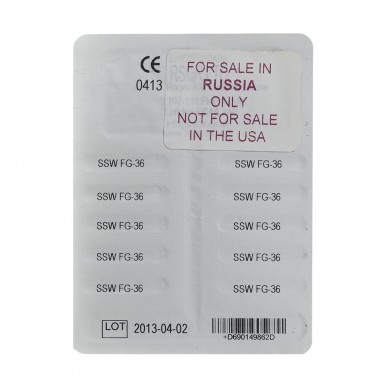 CE
0413
FOR SALE IN
RUSSIA
ONLY
NOT FOR SALE
IN THE USA
SSW FG-36 SSW FG-36
SSW FG-36 SSW FG-36
SSW FG-36 SSW FG-36
SSW FG-36 SSW FG-36
SSW FG-36 SSW FG-36
LOT 2013-04-02
+D690149862D